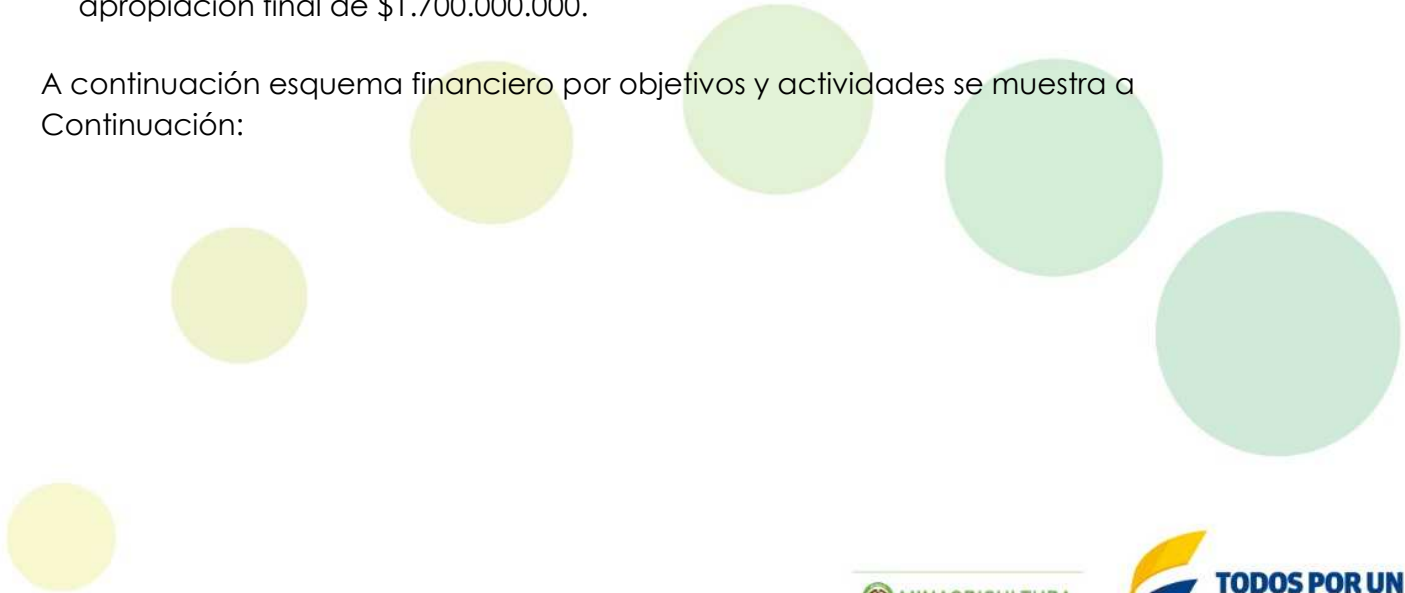 apropiación final de $1.700.000.000.
A continuación esquema financiero por objetivos y actividades se muestra a
Continuación:
MINAGRICULTURA
TODOS POR UN